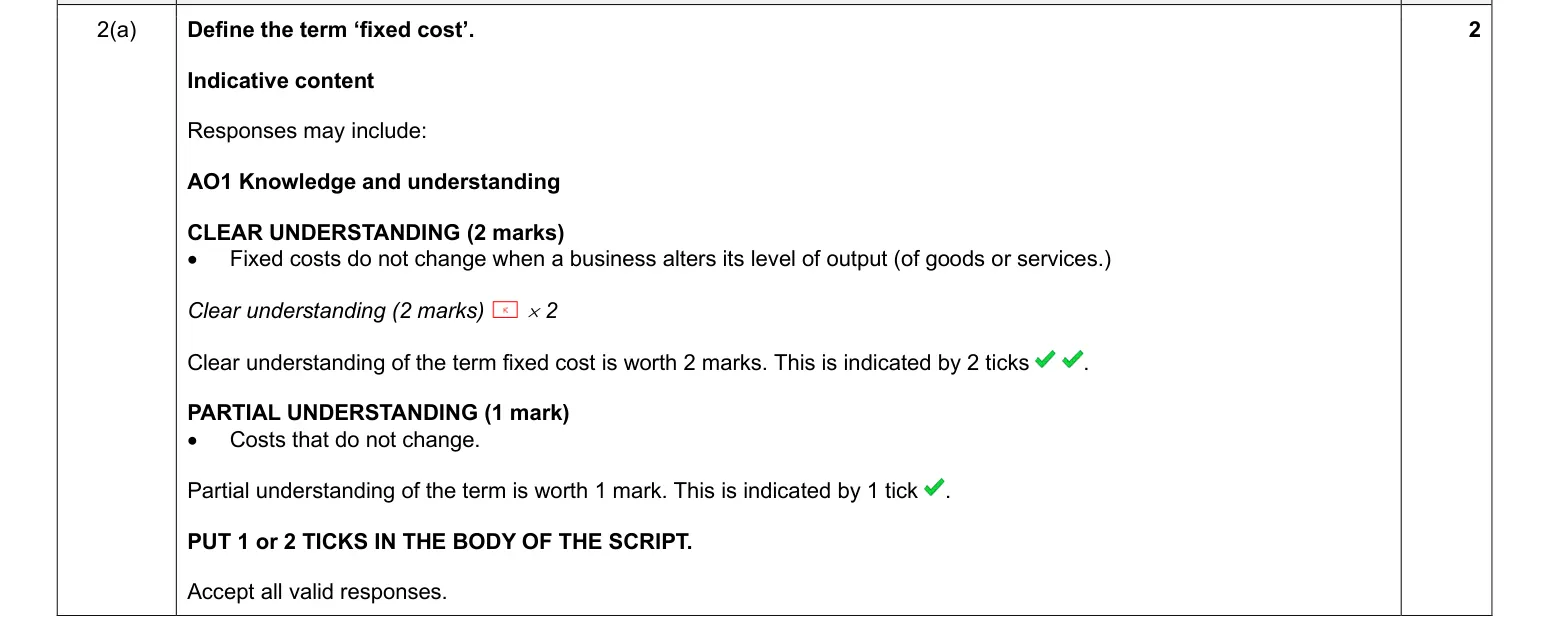 2(a) Define the term ‘fixed cost’. 2
Indicative content
Responses may include:
AO1 Knowledge and understanding
CLEAR UNDERSTANDING (2 marks)
• Fixed costs do not change when a business alters its level of output (of goods or services.)
Clear understanding (2 marks) × 2
Clear understanding of the term fixed cost is worth 2 marks. This is indicated by 2 ticks ✔ ✔.
PARTIAL UNDERSTANDING (1 mark)
• Costs that do not change.
Partial understanding of the term is worth 1 mark. This is indicated by 1 tick ✔.
PUT 1 or 2 TICKS IN THE BODY OF THE SCRIPT.
Accept all valid responses.